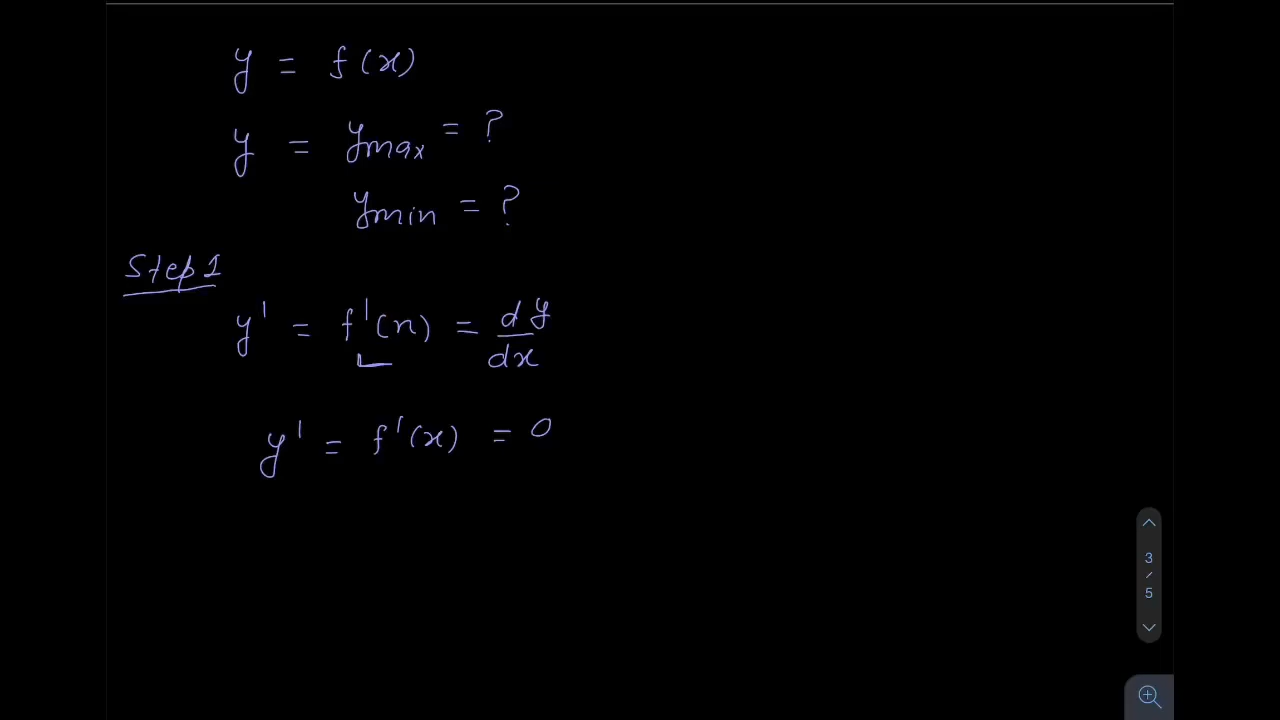 y = f(x)
y = ymax = ?
ymin = ?
Step 1
y' = f'(n) = dy/dx
y' = f'(x) = 0
3
/
5